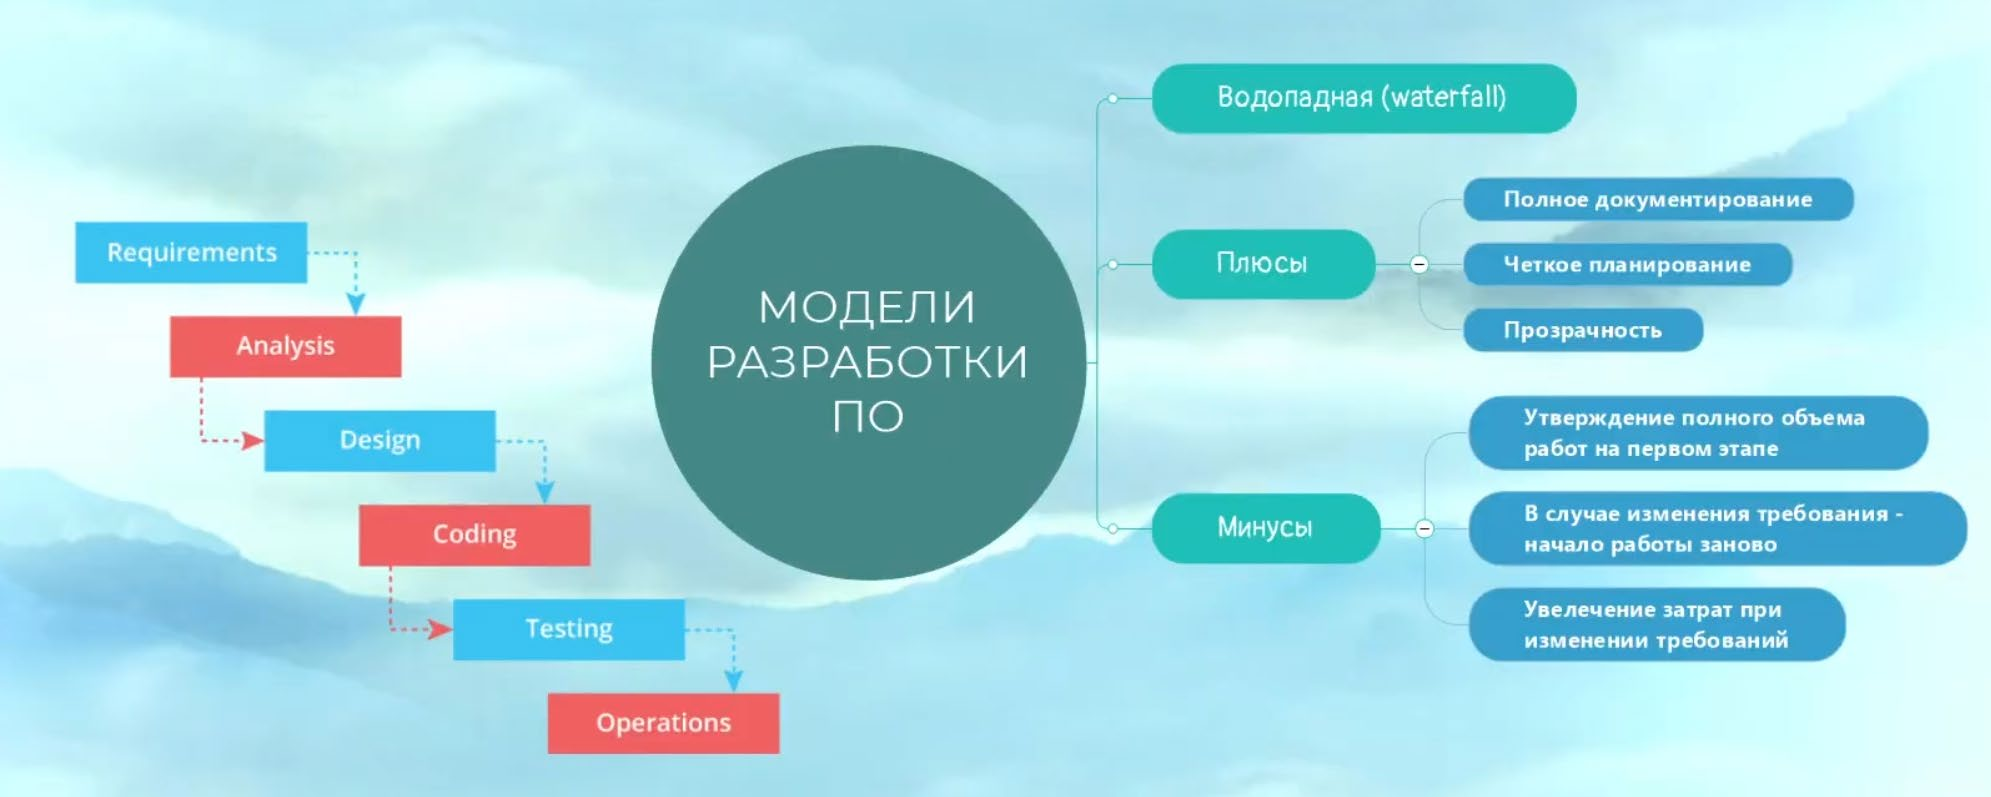 Requirements
Analysis
Design
Coding
Testing
Operations
МОДЕЛИ
РАЗРАБОТКИ
ПО
Водопадная (waterfall)
Плюсы
Полное документирование
Четкое планирование
Прозрачность
Минусы
Утверждение полного объема
работ на первом этапе
В случае изменения требования -
начало работы заново
Увелечение затрат при
изменении требований